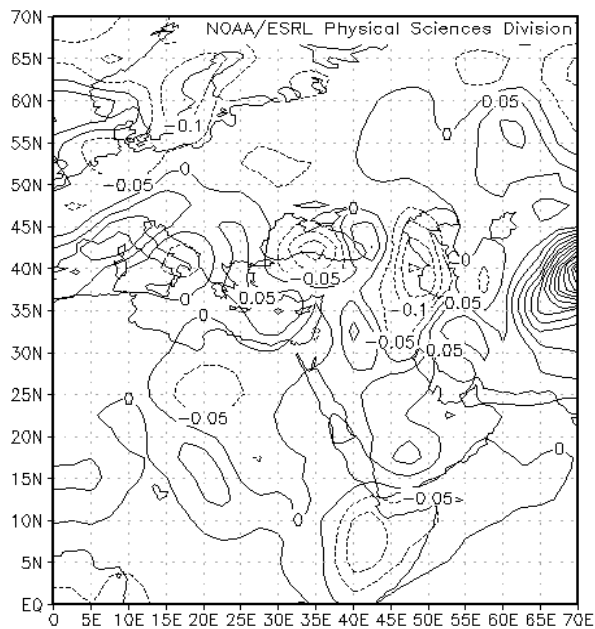 70N
NOAA/ESRL Physical Sciences Division
65N
60N
0.05
-0.1
55N
0
0
50N
-0.05
45N
0
40N
0
-0.05
35N
0
0.05
0.05
-0.1
0
30N
-0.05
0.05
25N
0
-0.05
20N
0
15N
-0.05
10N
0
5N
EQ
0 5E 10E 15E 20E 25E 30E 35E 40E 45E 50E 55E 60E 65E 70E